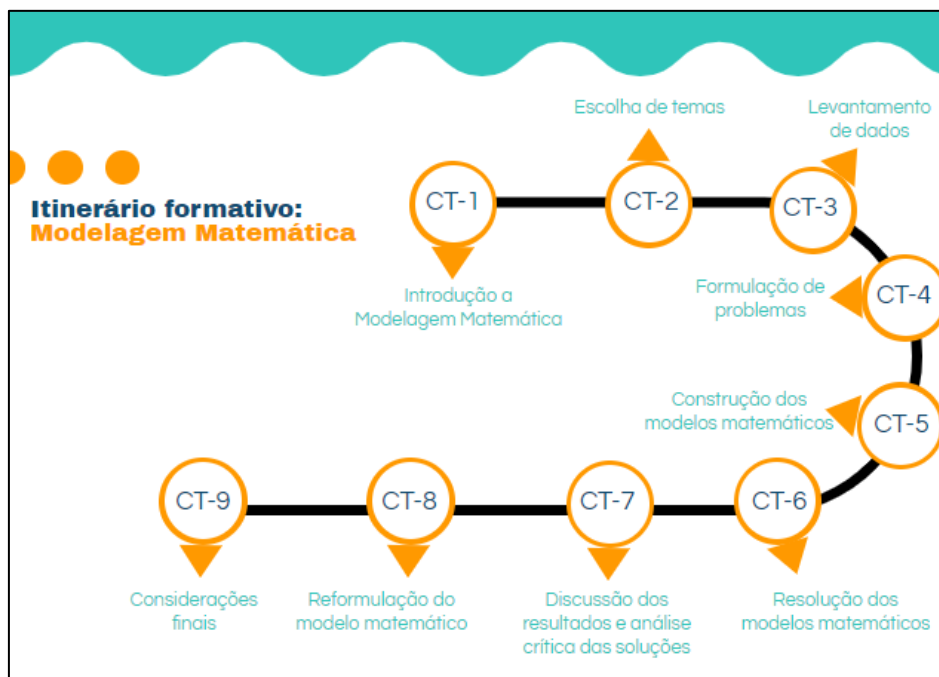 Itinerário formativo:
Modelagem Matemática
CT-1
Introdução a
Modelagem Matemática
CT-2
Escolha de temas
CT-3
Levantamento
de dados
CT-4
Formulação de
problemas
CT-5
Construção dos
modelos matemáticos
CT-6
Resolução dos
modelos matemáticos
CT-7
Discussão dos
resultados e análise
crítica das soluções
CT-8
Reformulação do
modelo matemático
CT-9
Considerações
finais